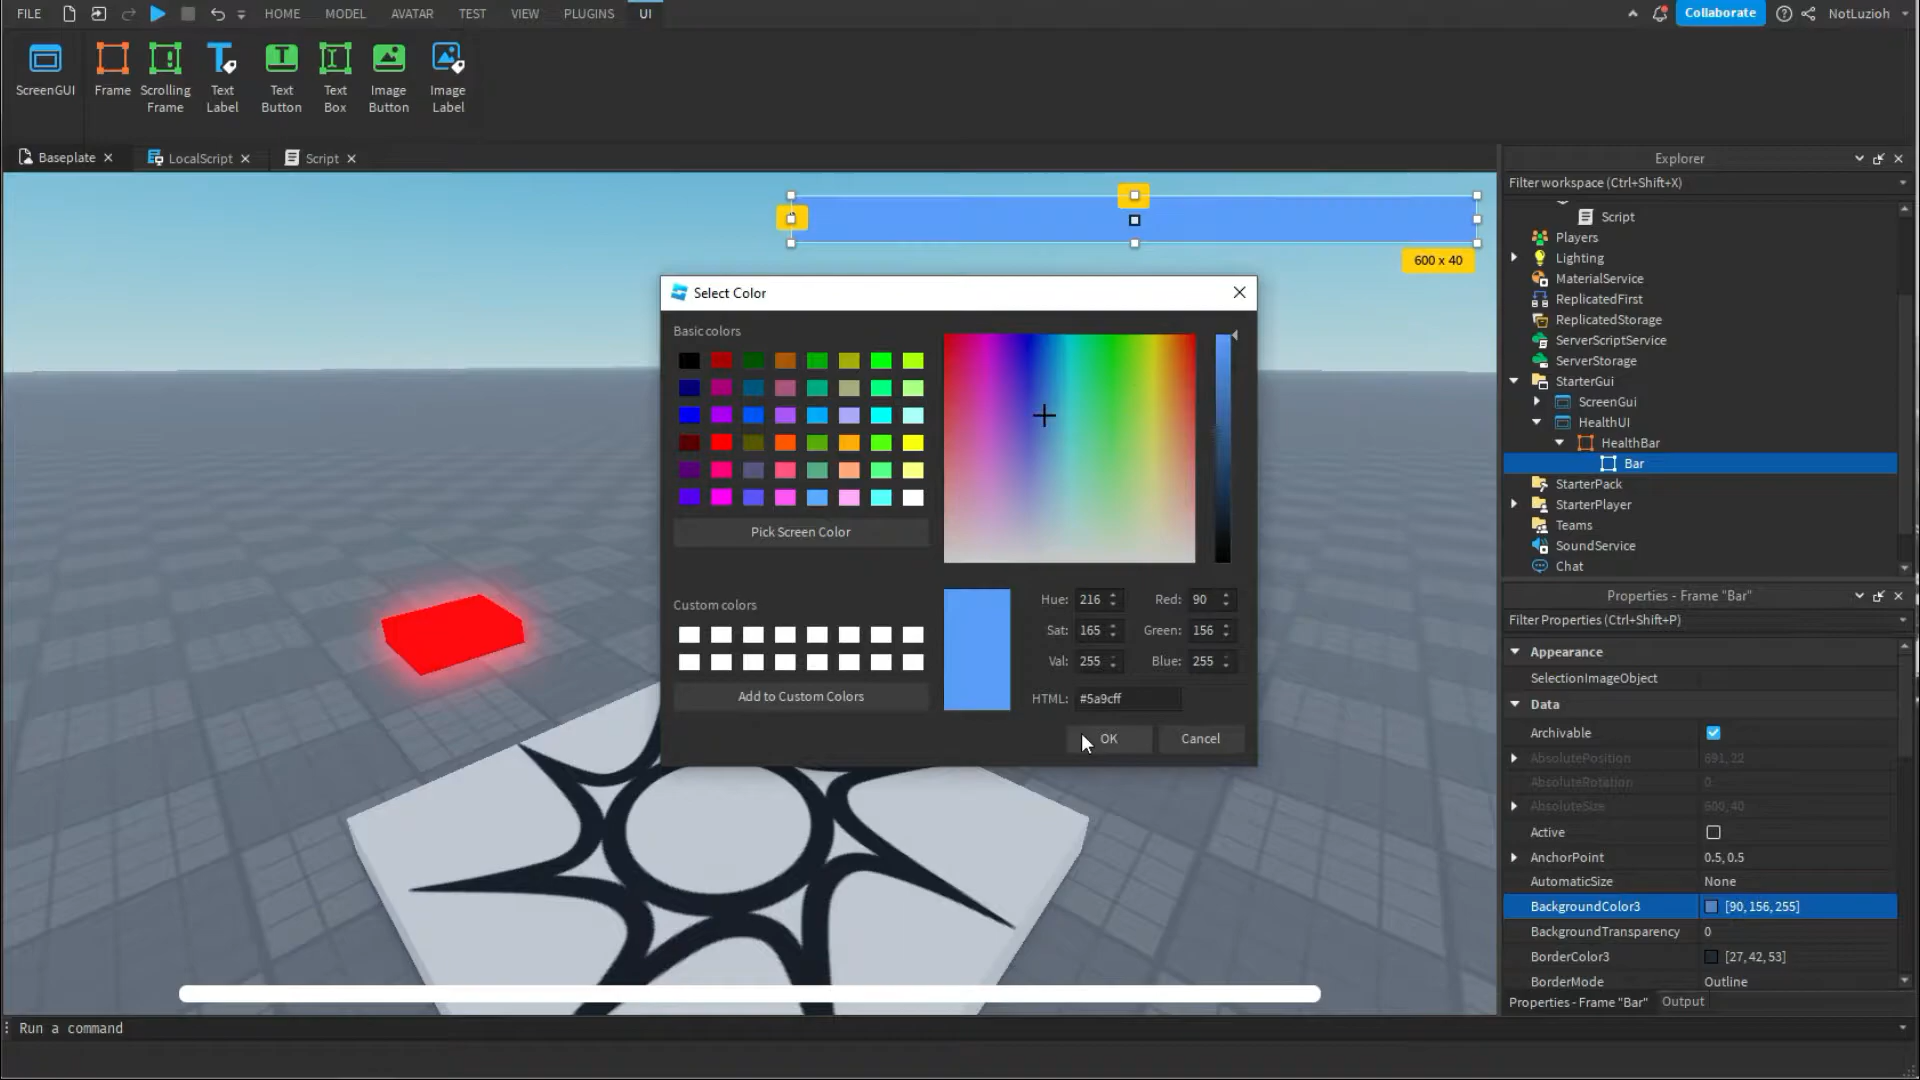 FILE
HOME
MODEL
AVATAR
TEST
VIEW
PLUGINS
UI
Collaborate
NotLuzioh
ScreenGUI
Frame
Scrolling
Frame
Text
Label
Text
Button
Text
Box
Image
Button
Image
Label
Baseplate
LocalScript
Script
600 x 40
Select Color
Basic colors
Pick Screen Color
Custom colors
Add to Custom Colors
Hue: 216
Red: 90
Sat: 165
Green: 156
Val: 255
Blue: 255
HTML: #5a9cff
OK
Cancel
Explorer
Filter workspace (Ctrl+Shift+X)
Script
Players
Lighting
MaterialService
ReplicatedFirst
ReplicatedStorage
ServerScriptService
ServerStorage
StarterGui
ScreenGui
HealthUI
HealthBar
Bar
StarterPack
StarterPlayer
Teams
SoundService
Chat
Properties - Frame "Bar"
Filter Properties (Ctrl+Shift+P)
Appearance
SelectionImageObject
Data
Archivable
AbsolutePosition 691, 22
AbsoluteRotation 0
AbsoluteSize 600, 40
Active
AnchorPoint 0.5, 0.5
AutomaticSize None
BackgroundColor3 [90, 156, 255]
BackgroundTransparency 0
BorderColor3 [27, 42, 53]
BorderMode Outline
Properties - Frame "Bar" Output
Run a command